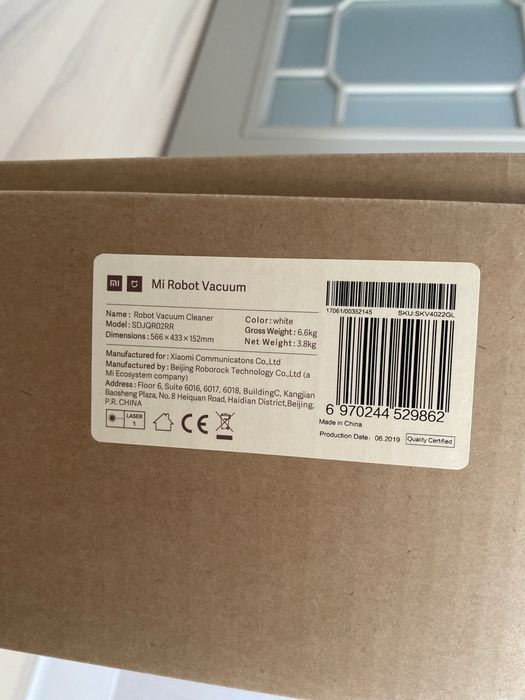 mi Mi Robot Vacuum
Name : Robot Vacuum Cleaner
Model : SDJQR02RR
Dimensions : 566×433×152mm
Color : white
Gross Weight : 6.6kg
Net Weight : 3.8kg
Manufactured for : Xiaomi Communicatons Co.,Ltd
Manufactured by : Beijing Roborock Technology Co.,Ltd (a
Mi Ecosystem company)
Address : Floor 6, Suite 6016, 6017, 6018, BuildingC, Kangjian
Baosheng Plaza, No. 8 Heiquan Road, Haidian District,Beijing,
P.R. CHINA
LASER
1
CE
17061/00352145 SKU:SKV4022GL
6 970244 529862
Made in China
Production Date: 06.2019 Quality Certified